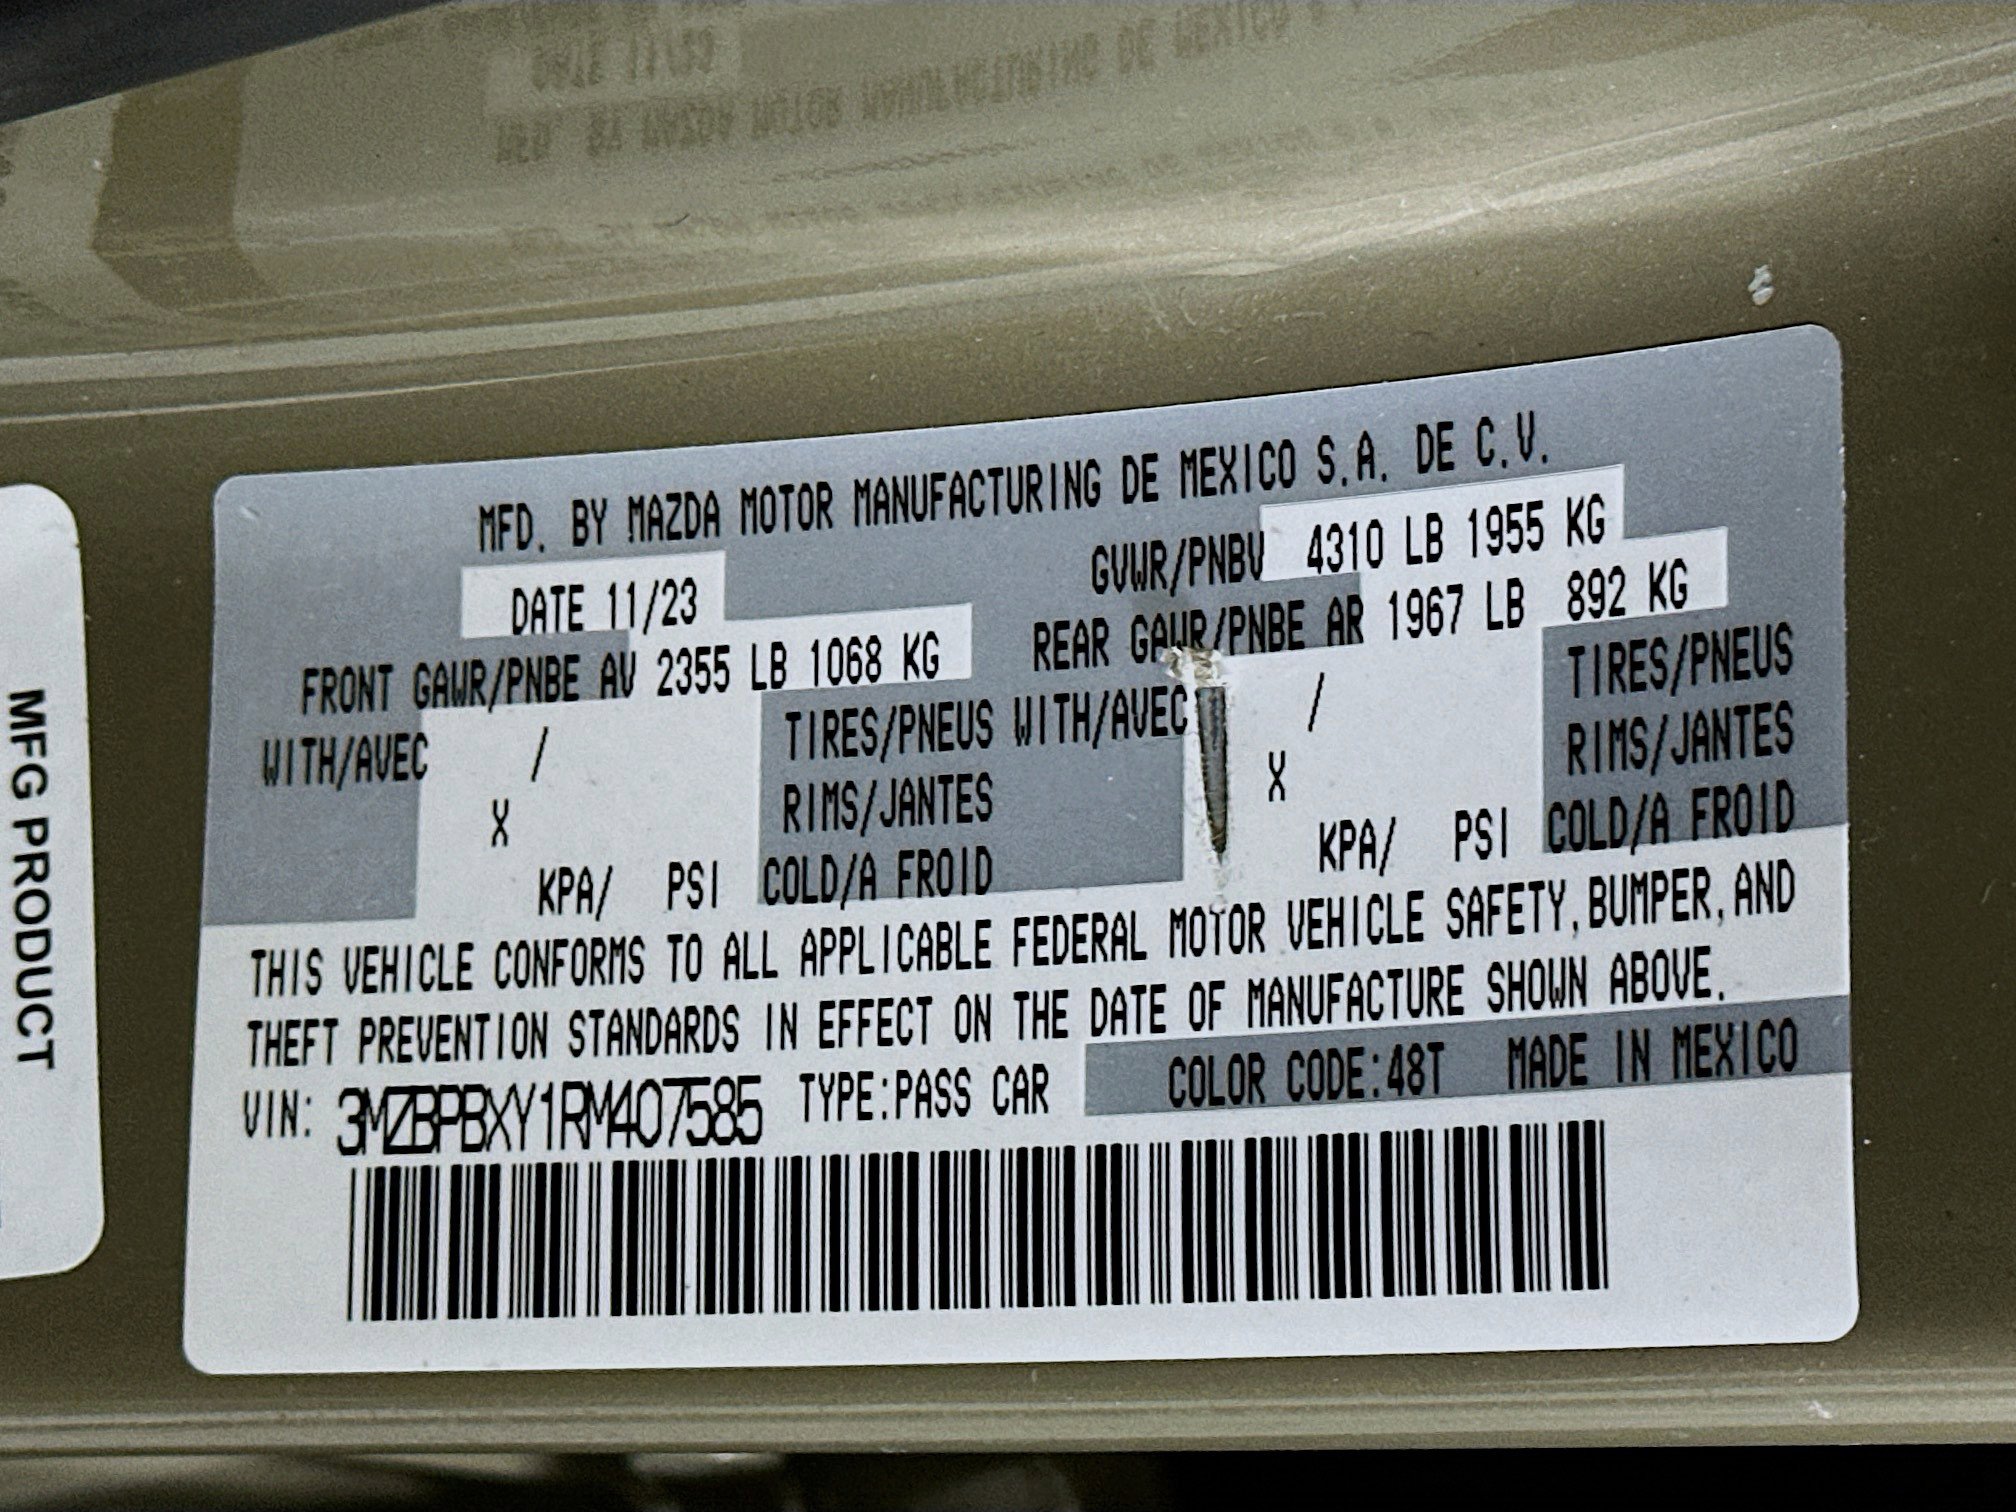 MFG PRODUCT
MFD. BY MAZDA MOTOR MANUFACTURING DE MEXICO S.A. DE C.V.
DATE 11/23 GVWR/PNBV 4310 LB 1955 KG
FRONT GAWR/PNBE AV 2355 LB 1068 KG REAR GAWR/PNBE AR 1967 LB 892 KG
WITH/AVEC / TIRES/PNEUS WITH/AVEC / TIRES/PNEUS
X RIMS/JANTES X RIMS/JANTES
KPA/ PSI COLD/A FROID KPA/ PSI COLD/A FROID
THIS VEHICLE CONFORMS TO ALL APPLICABLE FEDERAL MOTOR VEHICLE SAFETY, BUMPER, AND
THEFT PREVENTION STANDARDS IN EFFECT ON THE DATE OF MANUFACTURE SHOWN ABOVE.
VIN: 3MZBPBXY1RM407585 TYPE:PASS CAR COLOR CODE:48T MADE IN MEXICO